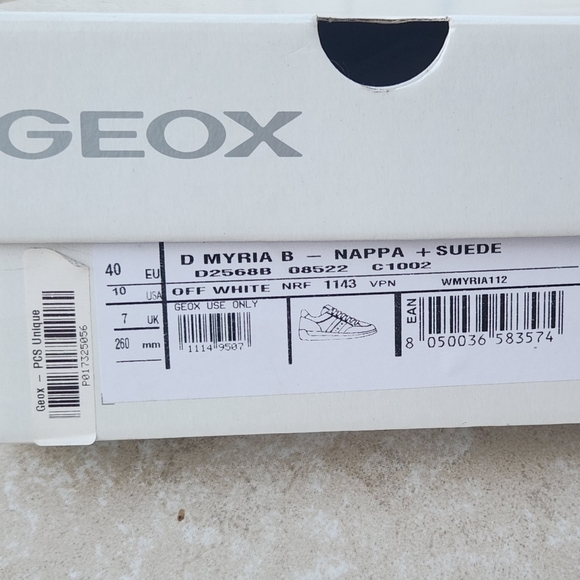 GEOX
40 EU
10 USA
7 UK
260 mm
D MYRIA B - NAPPA + SUEDE
D2568B 08522 C1002
OFF WHITE NRF 1143 VPN WMYRIA112
GEOX USE ONLY
1114 9507
EAN
8 050036 583574
Geox - PCS Unique
P017325056